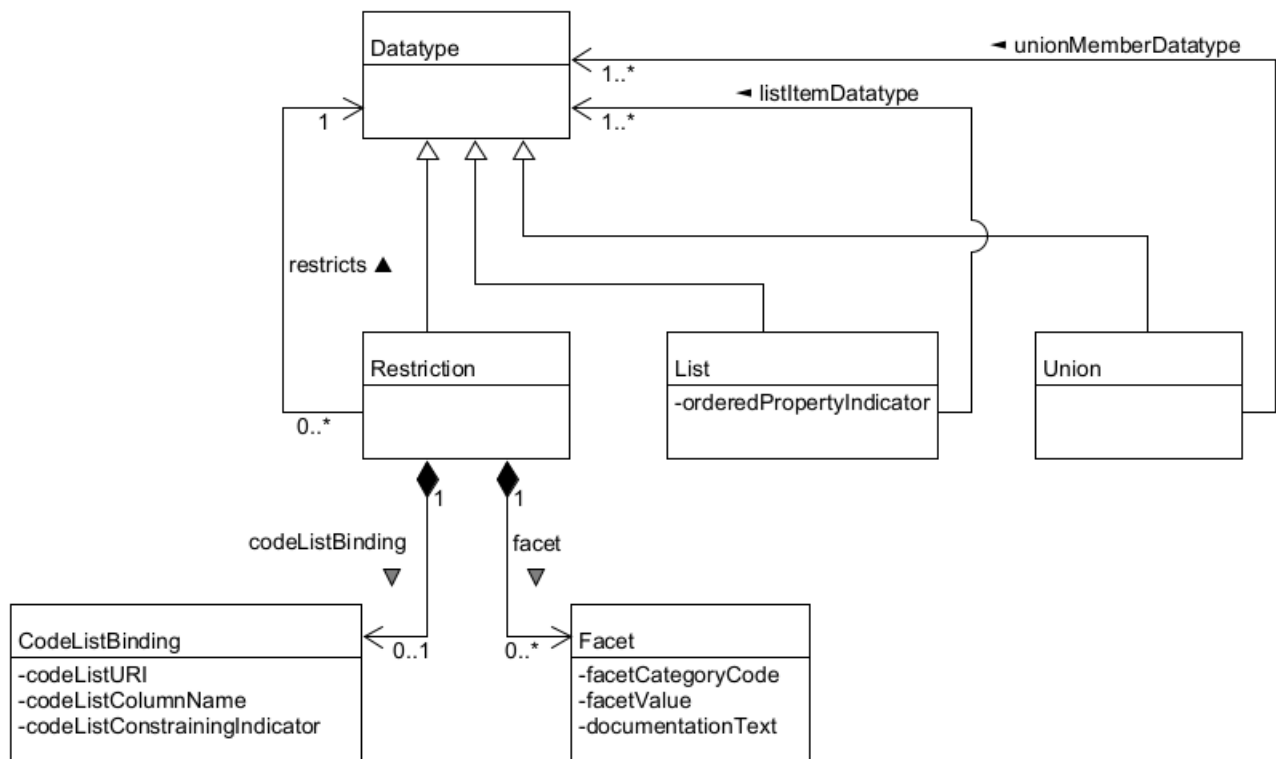 Datatype
◄ unionMemberDatatype
1..*
◄ listItemDatatype
1
1..*
restricts ▲
Restriction
List
Union
-orderedPropertyIndicator
0..*
1
1
codeListBinding
▼
facet
▼
CodeListBinding
0..1
0..*
Facet
-codeListURI
-codeListColumnName
-codeListConstrainingIndicator
-facetCategoryCode
-facetValue
-documentationText